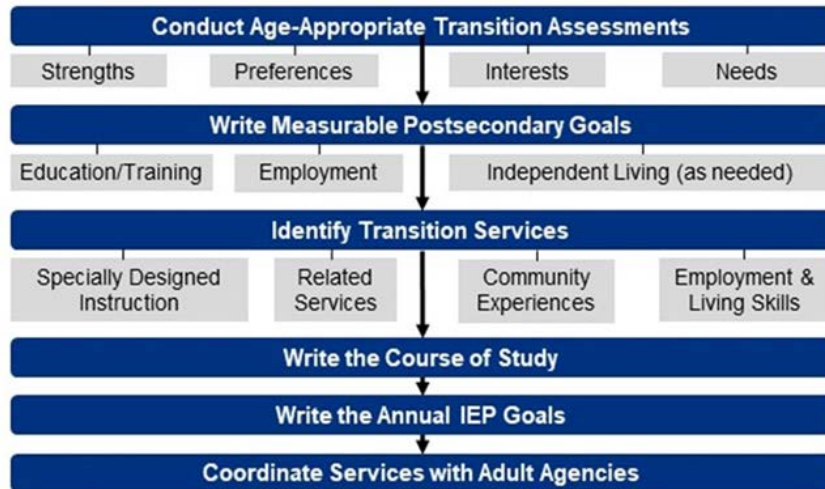 Conduct Age-Appropriate Transition Assessments
Strengths
Preferences
Interests
Needs
Write Measurable Postsecondary Goals
Education/Training
Employment
Independent Living (as needed)
Identify Transition Services
Specially Designed
Instruction
Related
Services
Community
Experiences
Employment &
Living Skills
Write the Course of Study
Write the Annual IEP Goals
Coordinate Services with Adult Agencies